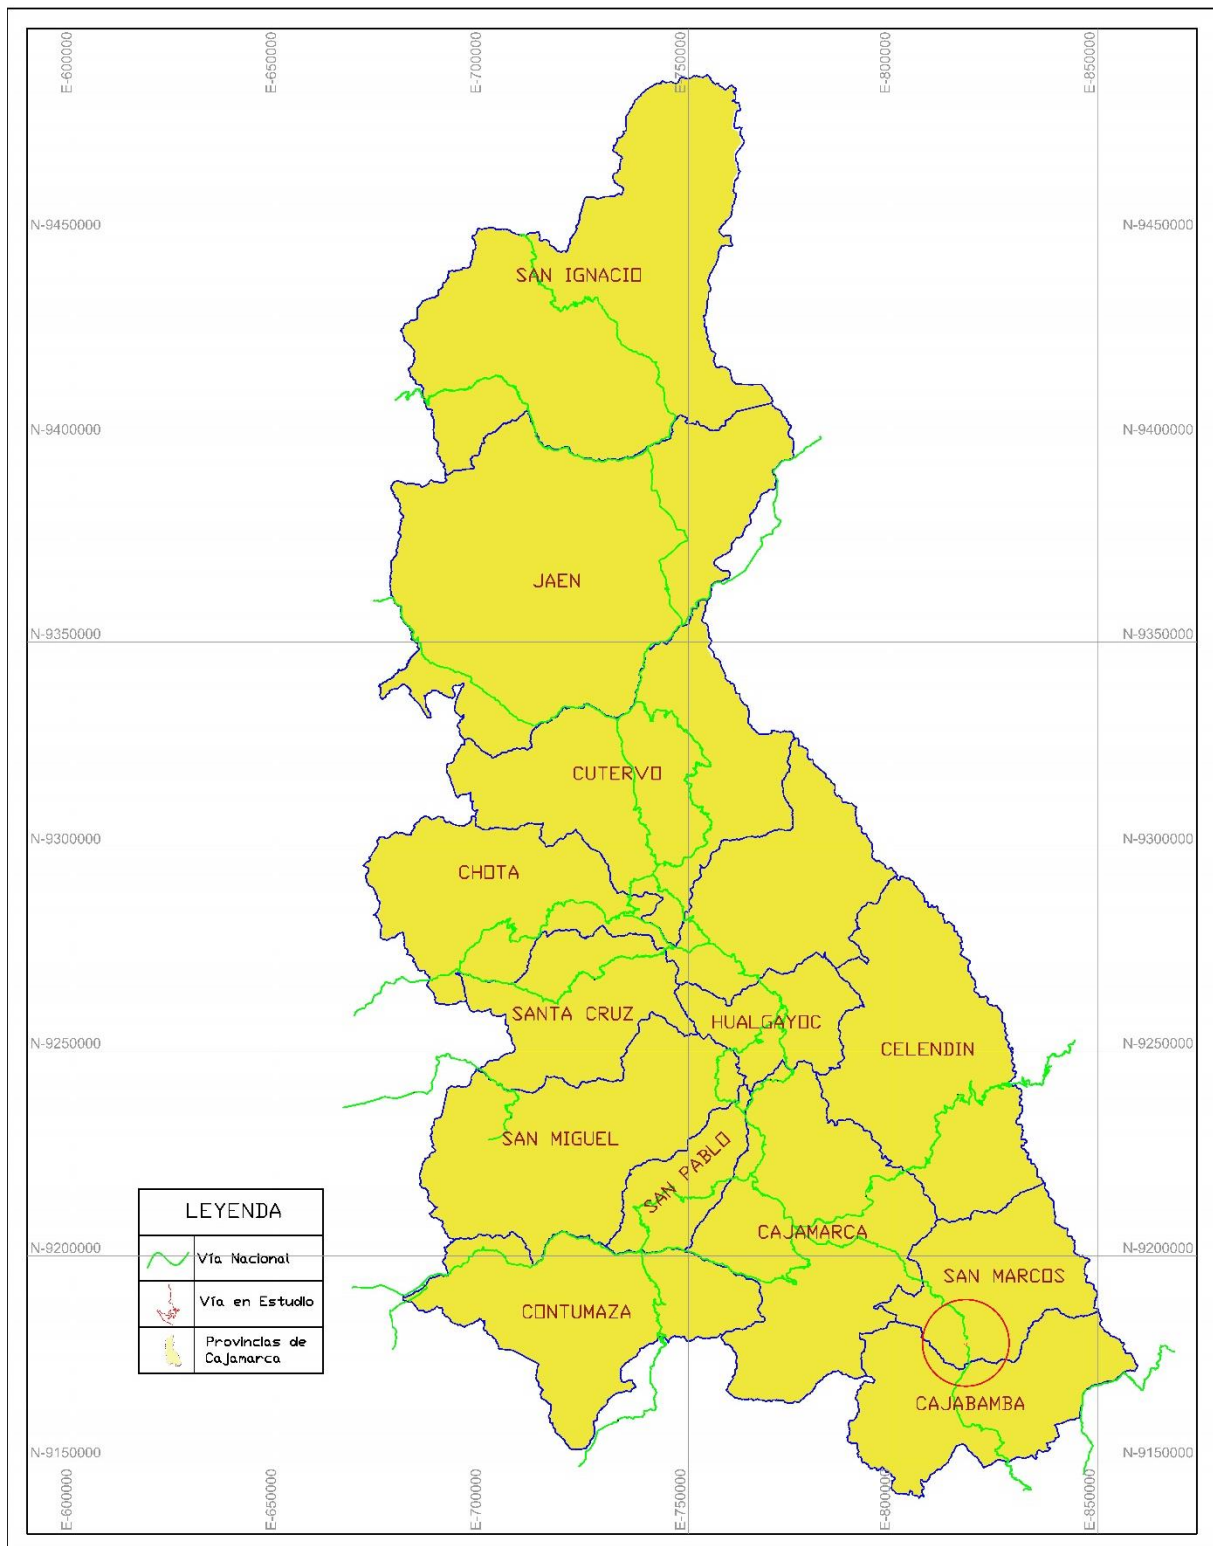 E-600000
E-650000
E-700000
E-750000
E-800000
E-850000
N-9450000
N-9450000
SAN IGNACIO
N-9400000
N-9400000
JAEN
N-9350000
N-9350000
CUTERVO
N-9300000
N-9300000
CHOTA
SANTA CRUZ
HUALGAYOC
N-9250000
CELENDIN
N-9250000
SAN MIGUEL
SAN PABLO
LEYENDA
Vía Nacional
Vía en Estudio
Provincias de
Cajamarca
CAJAMARCA
N-9200000
N-9200000
SAN MARCOS
CONTUMAZA
CAJABAMBA
N-9150000
N-9150000
E-600000
E-650000
E-700000
E-750000
E-800000
E-850000